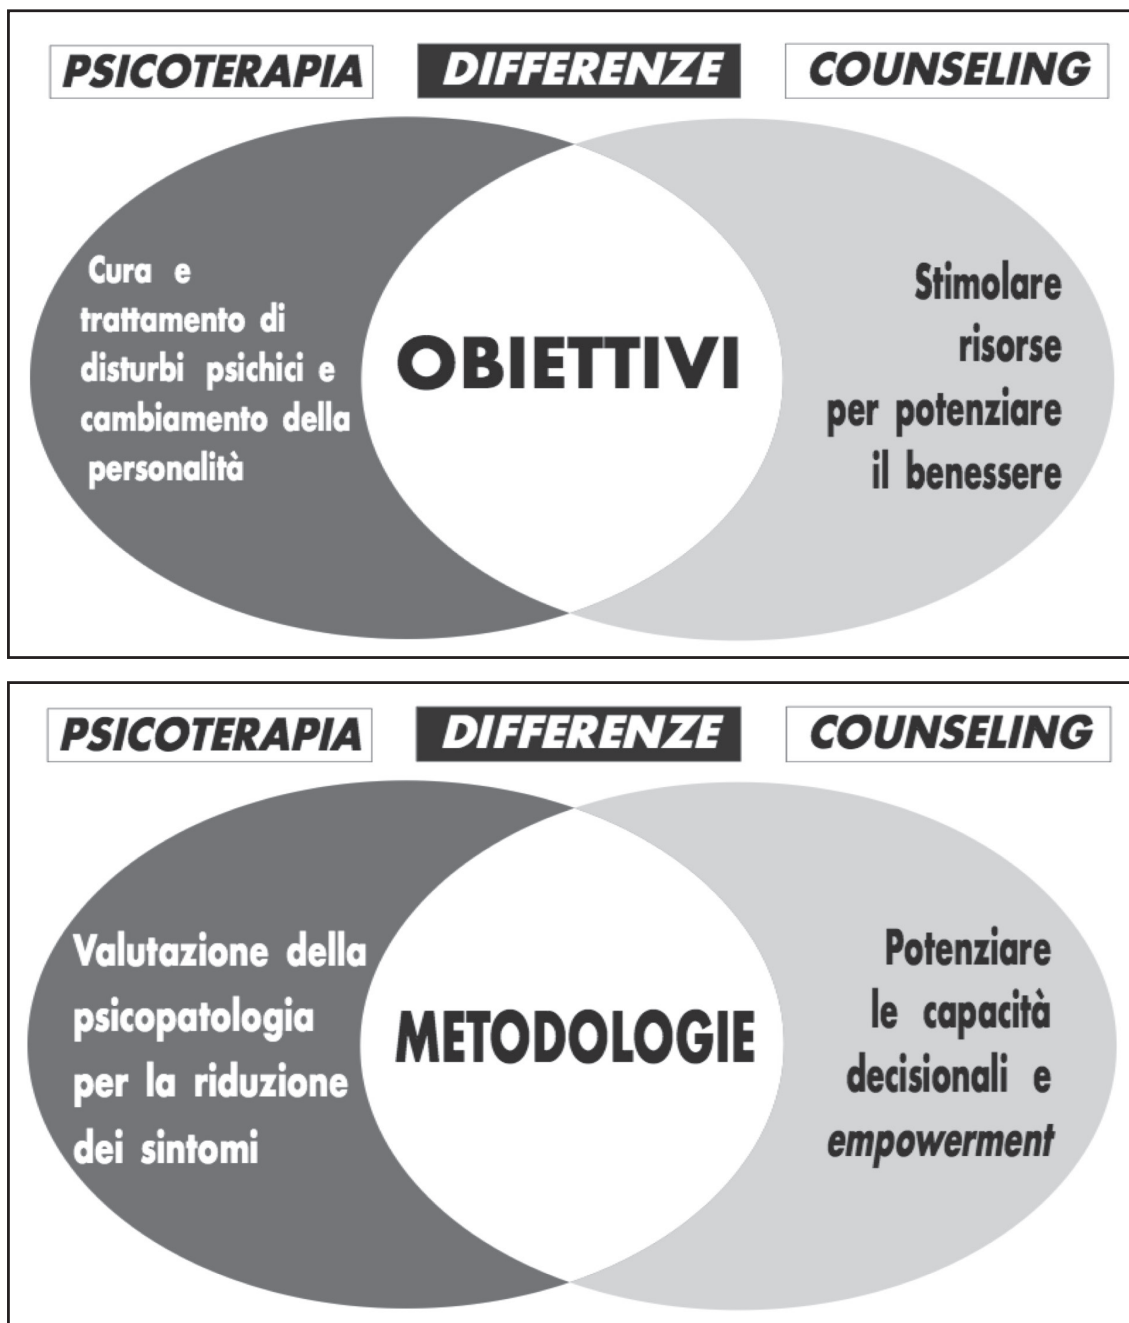 PSICOTERAPIA DIFFERENZE COUNSELING
Cura e
trattamento di
disturbi psichici e
cambiamento della
personalità
OBIETTIVI
Stimolare
risorse
per potenziare
il benessere
PSICOTERAPIA DIFFERENZE COUNSELING
Valutazione della
psicopatologia
per la riduzione
dei sintomi
METODOLOGIE
Potenziare
le capacità
decisionali e
empowerment